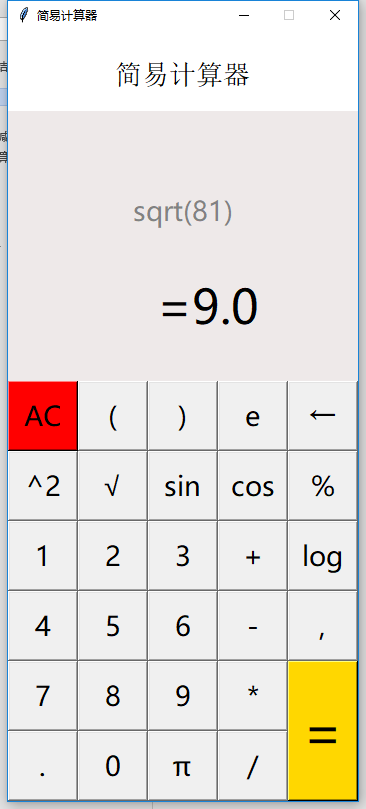 简易计算器
简易计算器
sqrt(81)
=9.0
AC ( ) e ←
^2 √ sin cos %
1 2 3 + log
4 5 6 - ,
7 8 9 *
=
. 0 π /